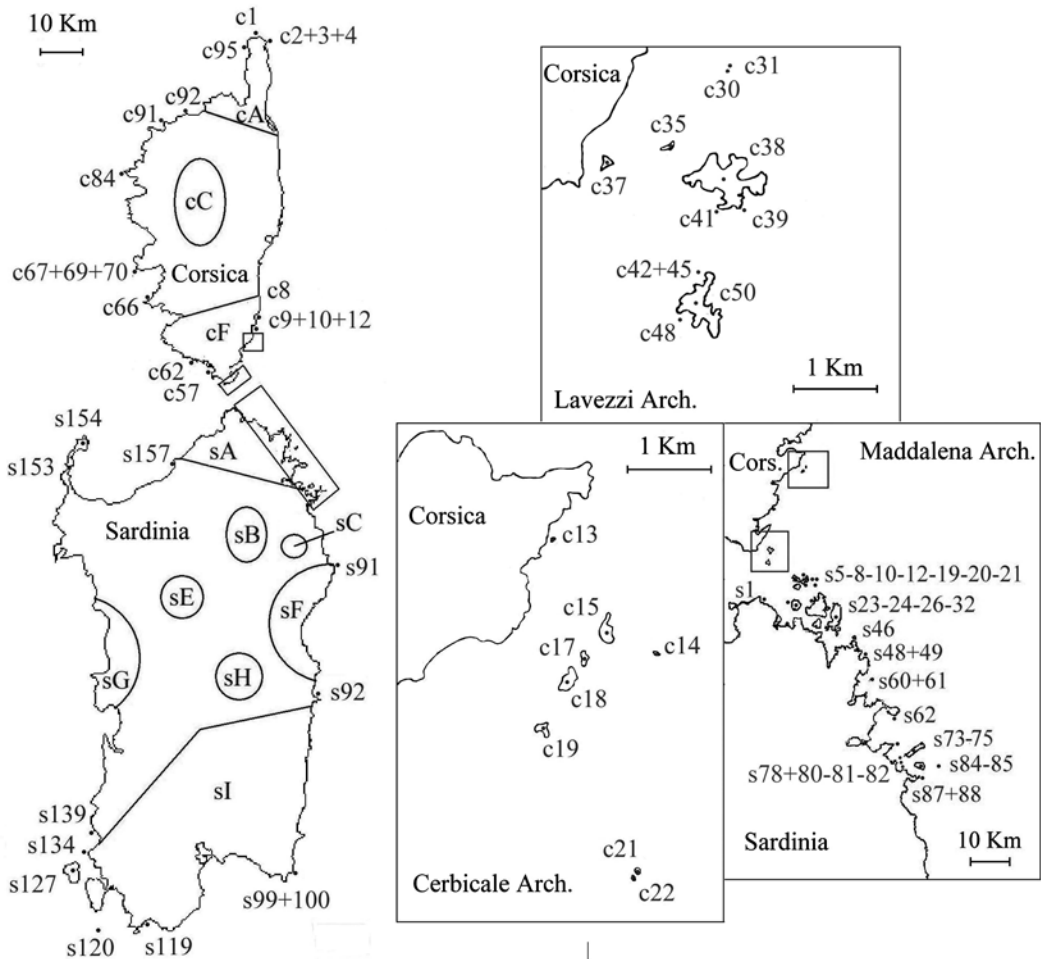 10 Km
c1
c2+3+4
c95
c92
c91
cA
c84
cC
c67+69+70
Corsica
c8
c66
c9+10+12
cF
c62
c57
s154
s157
sA
s153
Sardinia
sB
sC
s91
sE
sF
sG
sH
s92
sI
s139
s134
s127
s99+100
s120
s119
Corsica
c31
c30
c35
c38
c37
c41
c39
c42+45
c50
c48
1 Km
Lavezzi Arch.
1 Km
Corsica
c13
c15
c14
c17
c18
c19
c21
Cerbicale Arch.
c22
Maddalena Arch.
Cors.
s5-8-10-12-19-20-21
s1
s23-24-26-32
s46
s48+49
s60+61
s62
s73-75
s78+80-81-82
s84-85
s87+88
Sardinia
10 Km